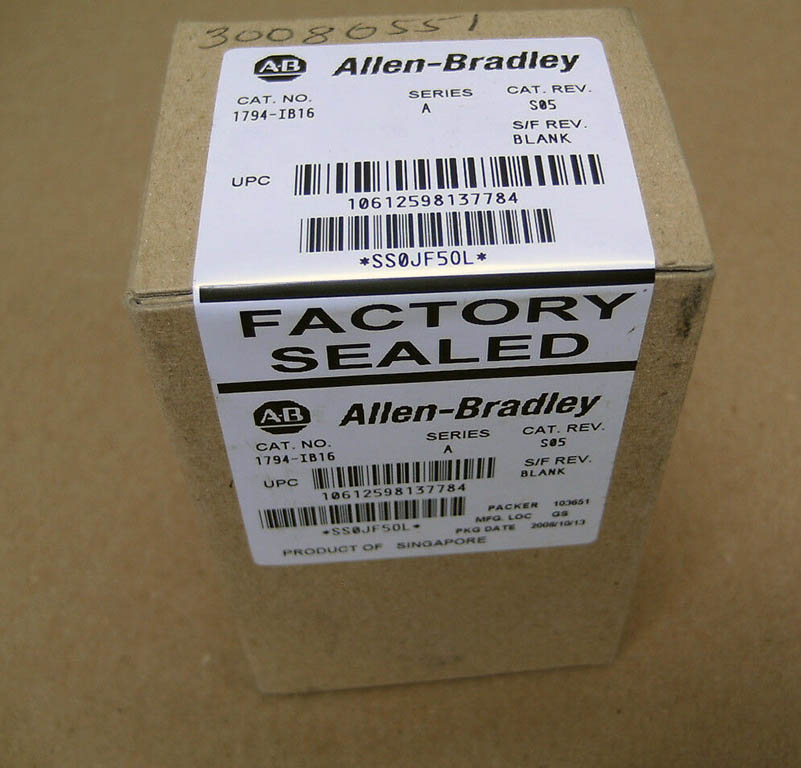 30086551
A-B Allen-Bradley
CAT. NO. SERIES CAT. REV.
1794-IB16 A S05
S/F REV.
BLANK
UPC
10612598137784
*SS0JF50L*
FACTORY
SEALED
A-B Allen-Bradley
CAT. NO. SERIES CAT. REV.
1794-IB16 A S05
UPC S/F REV.
10612598137784 BLANK
PACKER 103651
MFG. LOC GS
*SS0JF50L* PKG DATE 2008/10/13
PRODUCT OF SINGAPORE